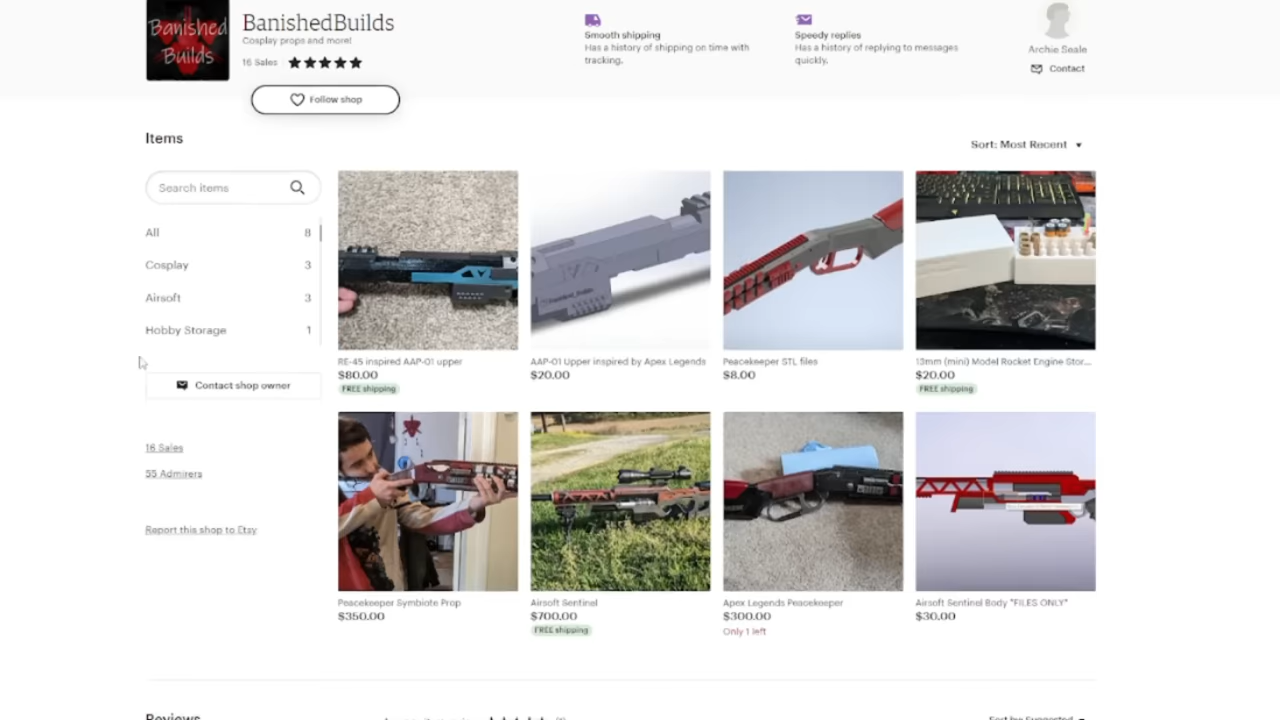 Banished
Builds
BanishedBuilds
Cosplay props and more!
16 Sales
Follow shop
Smooth shipping
Has a history of shipping on time with
tracking.
Speedy replies
Has a history of replying to messages
quickly.
Archie Seale
Contact
Items
Sort: Most Recent
Search items
All 8
Cosplay 3
Airsoft 3
Hobby Storage 1
Contact shop owner
16 Sales
55 Admirers
Report this shop to Etsy
RE-45 inspired AAP-01 upper
$80.00
FREE shipping
AAP-01 Upper inspired by Apex Legends
$20.00
Peacekeeper STL files
$8.00
13mm (mini) Model Rocket Engine Stor...
$20.00
FREE shipping
Peacekeeper Symbiote Prop
$350.00
Airsoft Sentinel
$700.00
FREE shipping
Apex Legends Peacekeeper
$300.00
Only 1 left
Airsoft Sentinel Body "FILES ONLY"
$30.00
Reviews